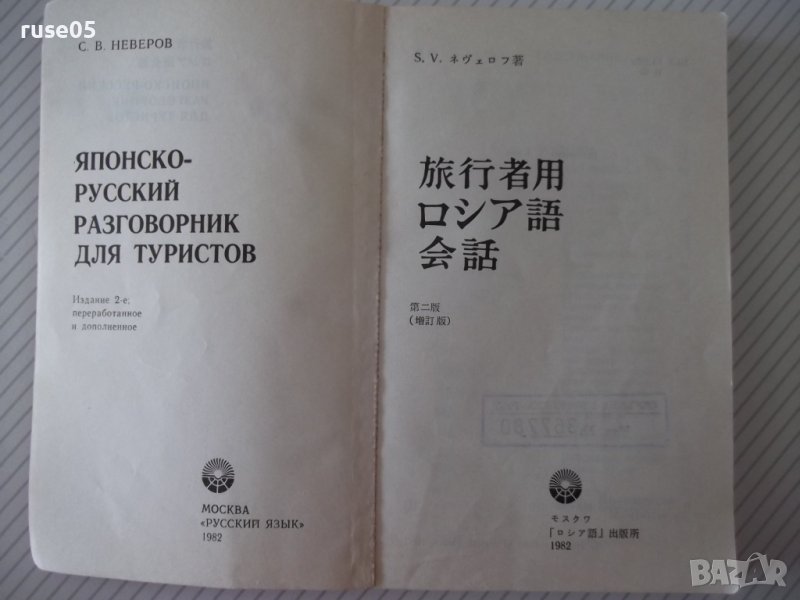 ruse05
С. В. НЕВЕРОВ
ЯПОНСКО-
РУССКИЙ
РАЗГОВОРНИК
ДЛЯ ТУРИСТОВ
Издание 2-е;
переработанное
и дополненное
МОСКВА
«РУССКИЙ ЯЗЫК»
1982
S. V. ネヴェロフ著
旅行者用
ロシア語
会話
第二版
(増訂版)
モスクワ
『ロシア語』出版所
1982
BAZAR